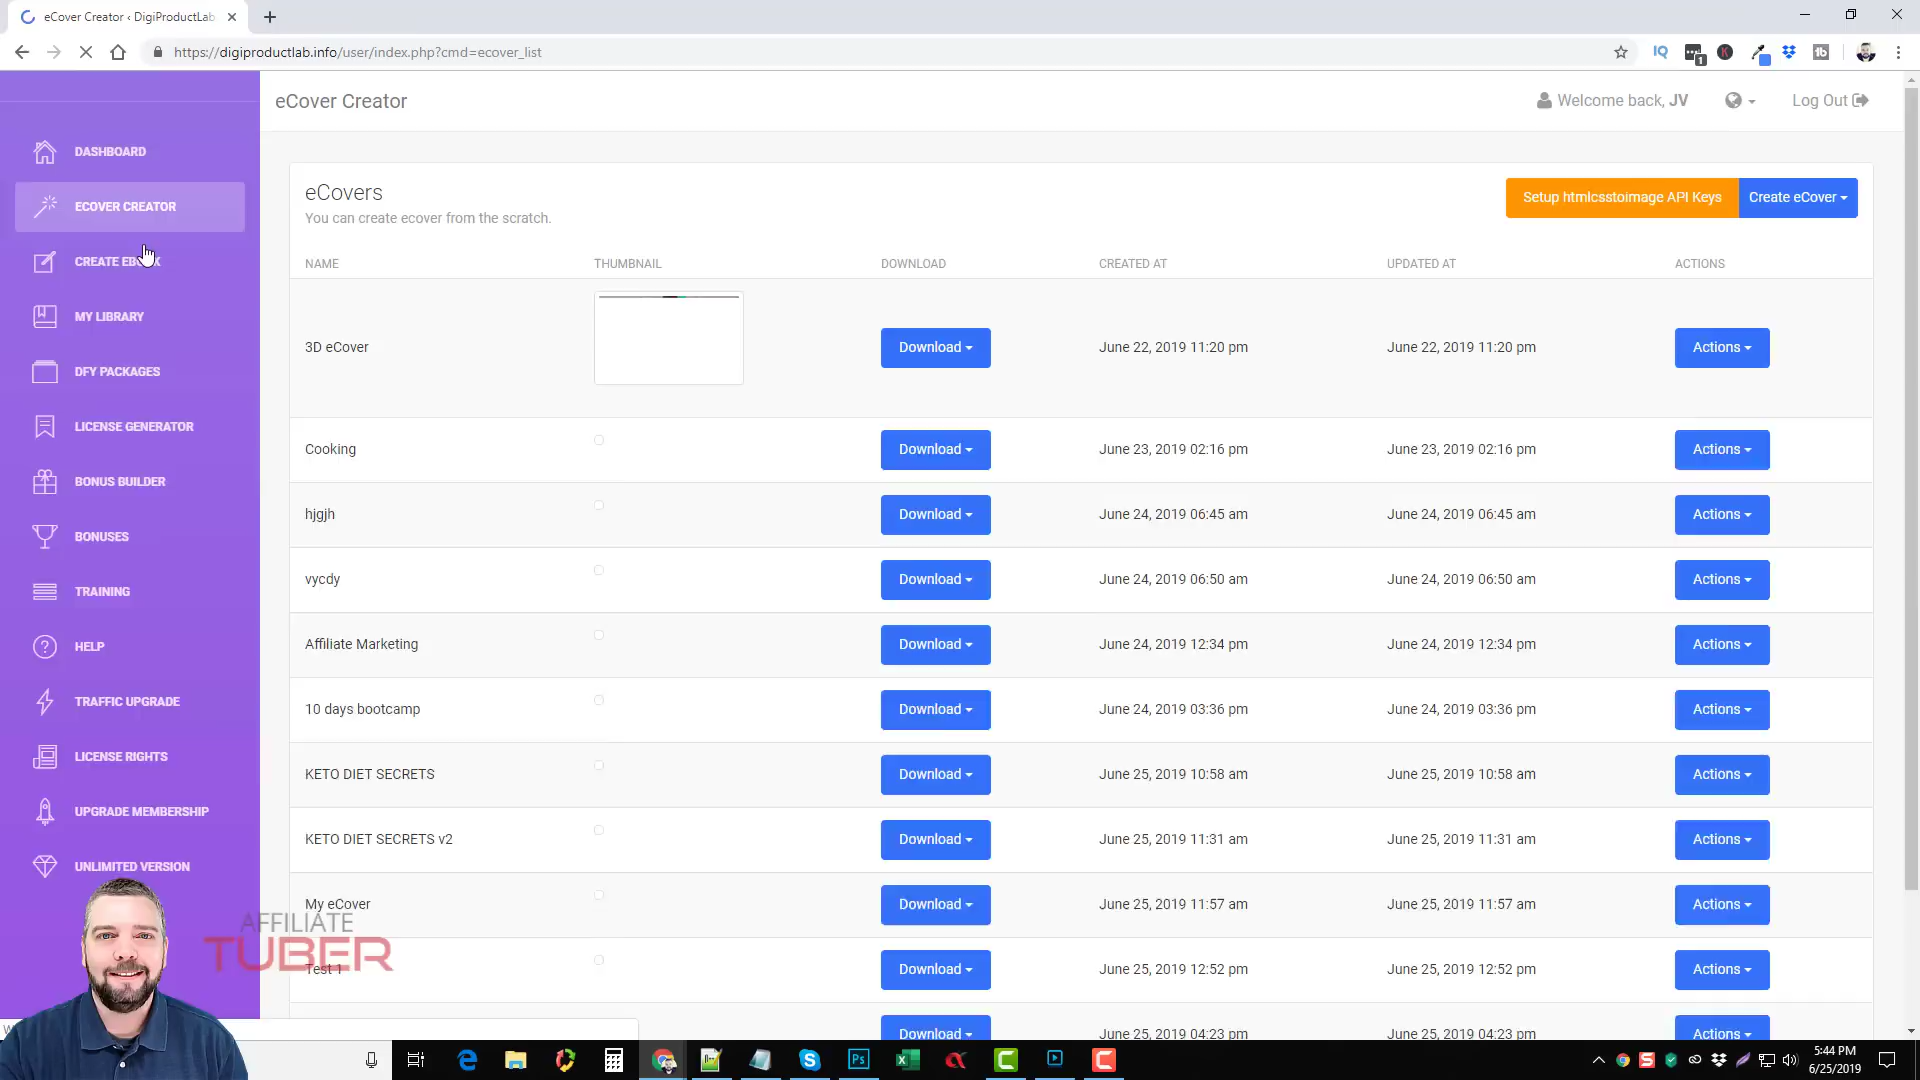 eCover Creator ‹ DigiProductLab
https://digiproductlab.info/user/index.php?cmd=ecover_list
1
eCover Creator
Welcome back, JV
Log Out
DASHBOARD
ECOVER CREATOR
CREATE EBOOK
MY LIBRARY
DFY PACKAGES
LICENSE GENERATOR
BONUS BUILDER
BONUSES
TRAINING
HELP
TRAFFIC UPGRADE
LICENSE RIGHTS
UPGRADE MEMBERSHIP
UNLIMITED VERSION
eCovers
You can create ecover from the scratch.
Setup htmlcsstoimage API Keys
Create eCover
NAME THUMBNAIL DOWNLOAD CREATED AT UPDATED AT ACTIONS
3D eCover Download June 22, 2019 11:20 pm June 22, 2019 11:20 pm Actions
Cooking Download June 23, 2019 02:16 pm June 23, 2019 02:16 pm Actions
hjgjh Download June 24, 2019 06:45 am June 24, 2019 06:45 am Actions
vycdy Download June 24, 2019 06:50 am June 24, 2019 06:50 am Actions
Affiliate Marketing Download June 24, 2019 12:34 pm June 24, 2019 12:34 pm Actions
10 days bootcamp Download June 24, 2019 03:36 pm June 24, 2019 03:36 pm Actions
KETO DIET SECRETS Download June 25, 2019 10:58 am June 25, 2019 10:58 am Actions
KETO DIET SECRETS v2 Download June 25, 2019 11:31 am June 25, 2019 11:31 am Actions
My eCover Download June 25, 2019 11:57 am June 25, 2019 11:57 am Actions
Test 1 Download June 25, 2019 12:52 pm June 25, 2019 12:52 pm Actions
Download June 25, 2019 04:23 pm June 25, 2019 04:23 pm Actions
AFFILIATE
TUBER
5:44 PM
6/25/2019